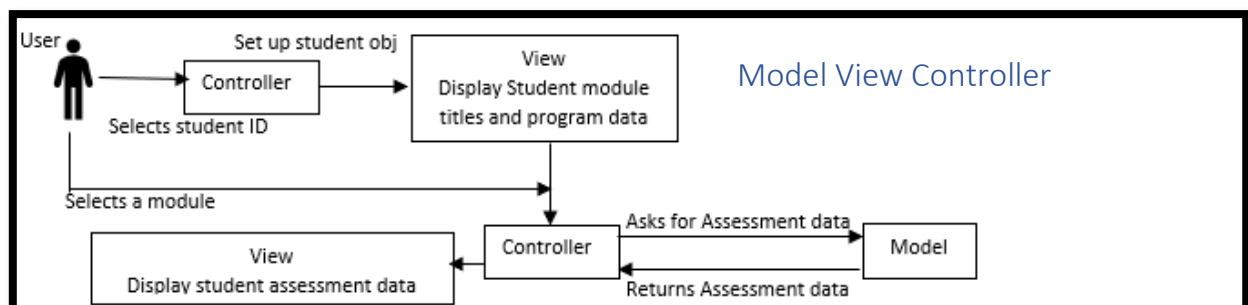 User
Set up student obj
Controller
View
Display Student module
titles and program data
Model View Controller
Selects student ID
Selects a module
View
Display student assessment data
Controller
Asks for Assessment data
Model
Returns Assessment data